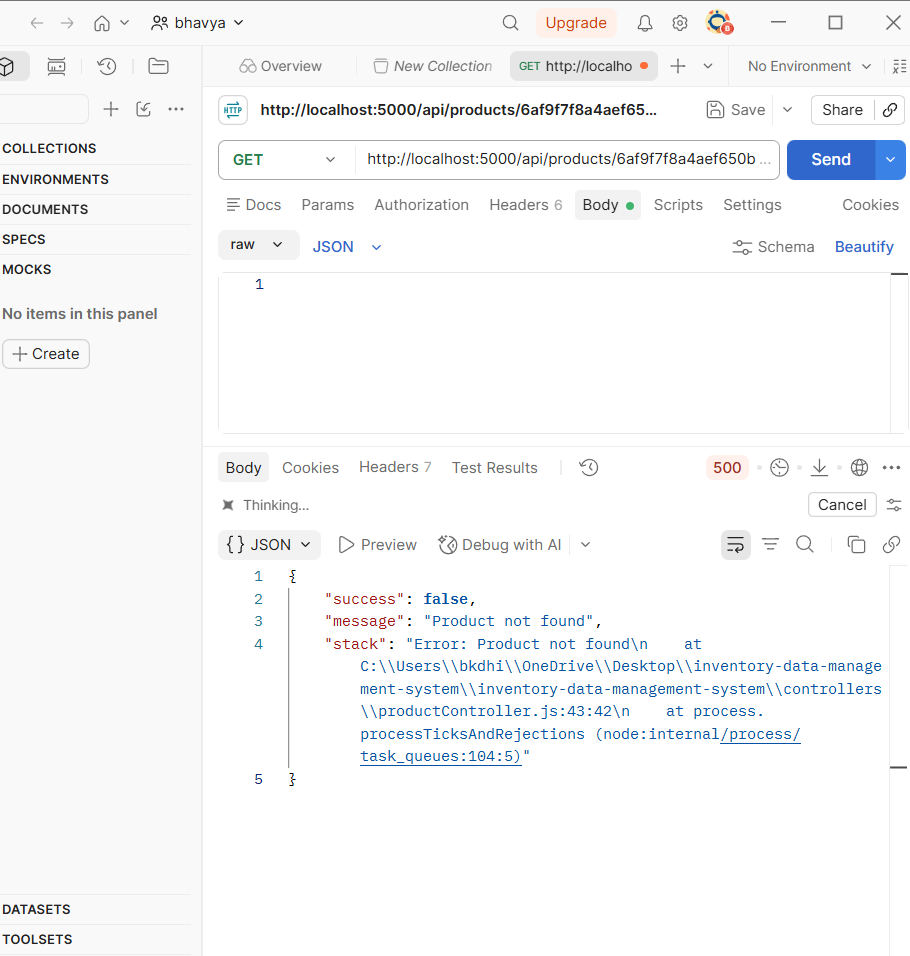 bhavya
Upgrade
Overview
New Collection
GET http://localho
No Environment
HTTP
http://localhost:5000/api/products/6af9f7f8a4aef65...
Save
Share
GET
http://localhost:5000/api/products/6af9f7f8a4aef650b ...
Send
COLLECTIONS
ENVIRONMENTS
DOCUMENTS
SPECS
MOCKS
No items in this panel
+ Create
Docs
Params
Authorization
Headers 6
Body
Scripts
Settings
Cookies
raw
JSON
Schema
Beautify
1
Body
Cookies
Headers 7
Test Results
500
Thinking...
Cancel
{} JSON
Preview
Debug with AI
1 {
2 "success": false,
3 "message": "Product not found",
4 "stack": "Error: Product not found\n    at
C:\\Users\\bkdhi\\OneDrive\\Desktop\\inventory-data-manage
ment-system\\inventory-data-management-system\\controllers
\\productController.js:43:42\n    at process.
processTicksAndRejections (node:internal/process/
task_queues:104:5)"
5 }
DATASETS
TOOLSETS